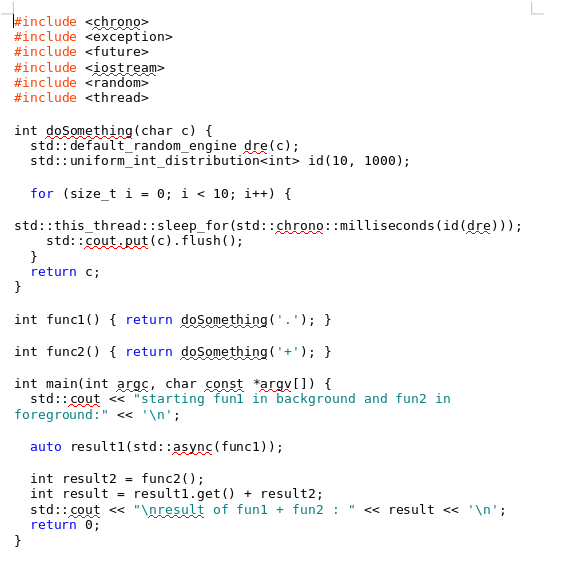 #include <chrono>
#include <exception>
#include <future>
#include <iostream>
#include <random>
#include <thread>

int doSomething(char c) {
  std::default_random_engine dre(c);
  std::uniform_int_distribution<int> id(10, 1000);

  for (size_t i = 0; i < 10; i++) {

std::this_thread::sleep_for(std::chrono::milliseconds(id(dre)));
    std::cout.put(c).flush();
  }
  return c;
}

int func1() { return doSomething('.'); }

int func2() { return doSomething('+'); }

int main(int argc, char const *argv[]) {
  std::cout << "starting fun1 in background and fun2 in
foreground:" << '\n';

  auto result1(std::async(func1));

  int result2 = func2();
  int result = result1.get() + result2;
  std::cout << "\nresult of fun1 + fun2 : " << result << '\n';
  return 0;
}